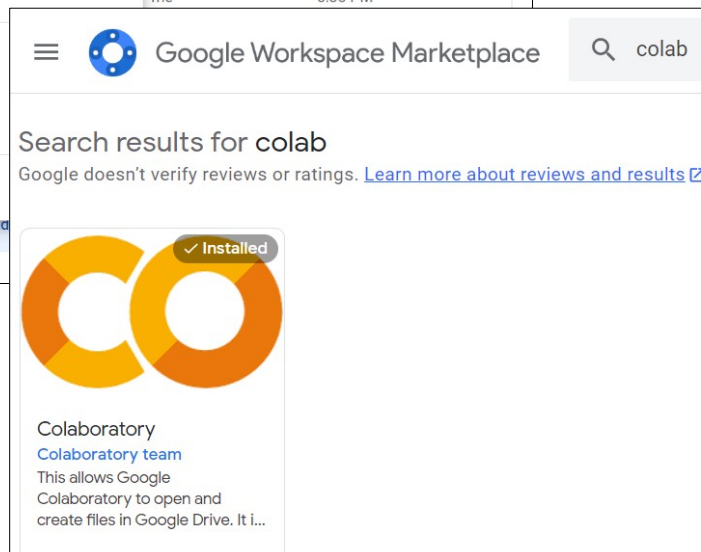 Google Workspace Marketplace
colab
Search results for colab
Google doesn't verify reviews or ratings. Learn more about reviews and results
Installed
Colaboratory
Colaboratory team
This allows Google
Colaboratory to open and
create files in Google Drive. It i...